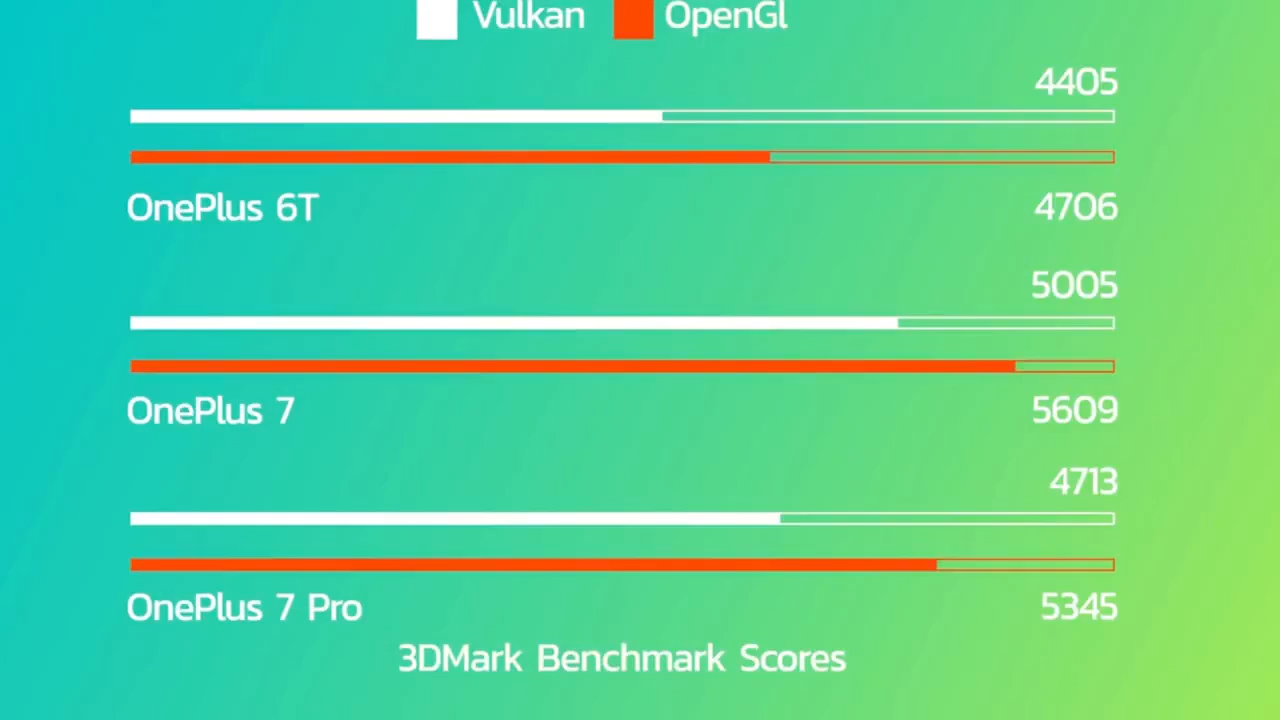 Vulkan OpenGl
4405
OnePlus 6T 4706
5005
OnePlus 7 5609
4713
OnePlus 7 Pro 5345
3DMark Benchmark Scores